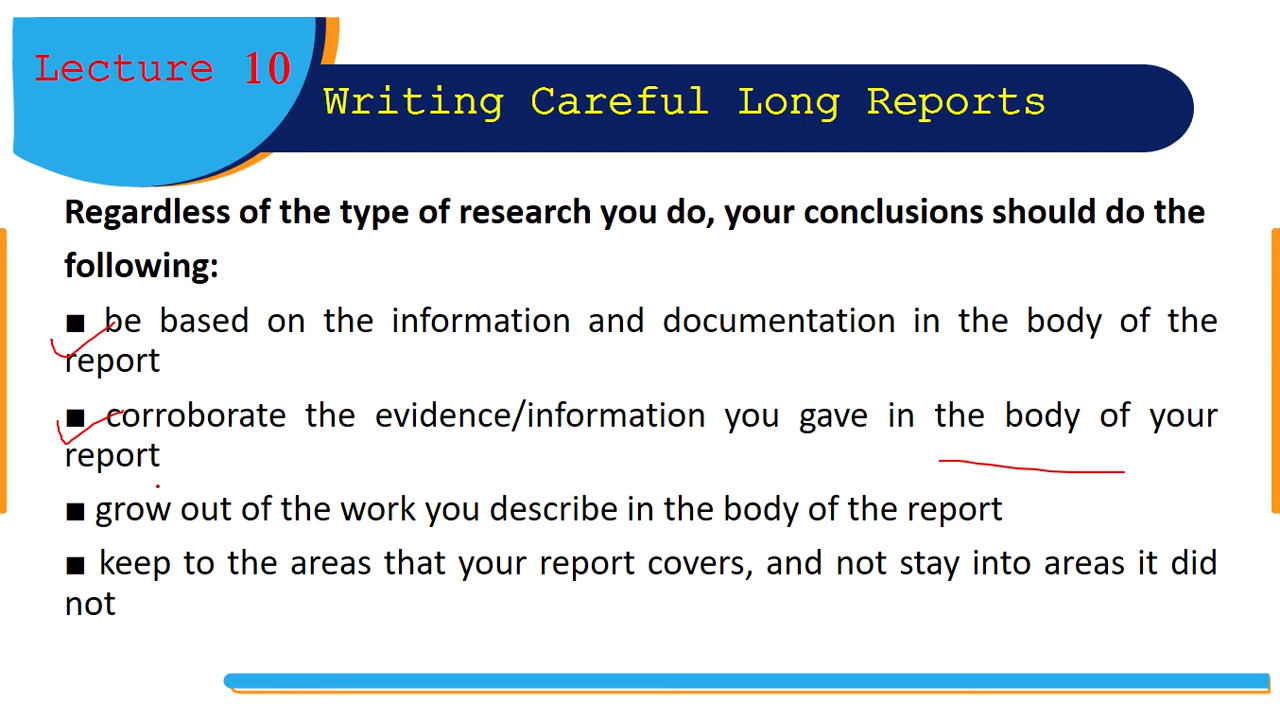 Lecture 10
Writing Careful Long Reports
Regardless of the type of research you do, your conclusions should do the
following:
■ be based on the information and documentation in the body of the
report
■ corroborate the evidence/information you gave in the body of your
report
■ grow out of the work you describe in the body of the report
■ keep to the areas that your report covers, and not stay into areas it did
not